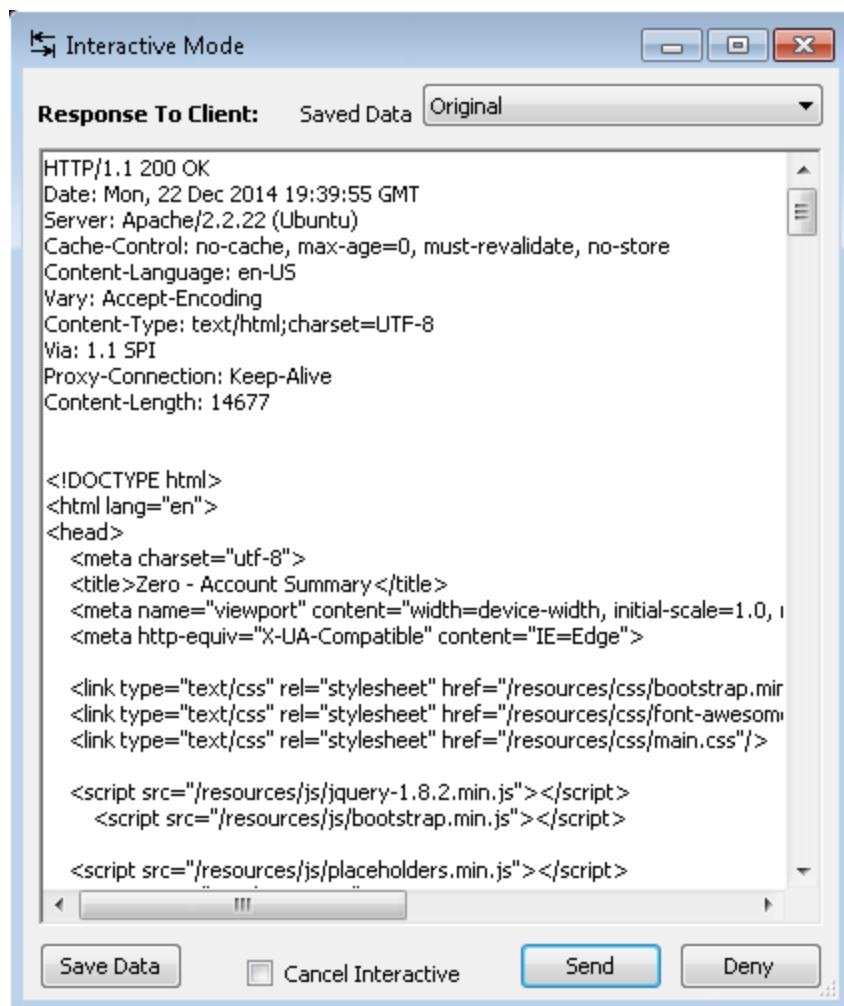 Interactive Mode
Response To Client: Saved Data Original
HTTP/1.1 200 OK
Date: Mon, 22 Dec 2014 19:39:55 GMT
Server: Apache/2.2.22 (Ubuntu)
Cache-Control: no-cache, max-age=0, must-revalidate, no-store
Content-Language: en-US
Vary: Accept-Encoding
Content-Type: text/html;charset=UTF-8
Via: 1.1 SPI
Proxy-Connection: Keep-Alive
Content-Length: 14677
<!DOCTYPE html>
<html lang="en">
<head>
<meta charset="utf-8">
<title>Zero - Account Summary</title>
<meta name="viewport" content="width=device-width, initial-scale=1.0,
<meta http-equiv="X-UA-Compatible" content="IE=Edge">
<link type="text/css" rel="stylesheet" href="/resources/css/bootstrap.min
<link type="text/css" rel="stylesheet" href="/resources/css/font-awesom
<link type="text/css" rel="stylesheet" href="/resources/css/main.css"/>
<script src="/resources/js/jquery-1.8.2.min.js"></script>
<script src="/resources/js/bootstrap.min.js"></script>
<script src="/resources/js/placeholders.min.js"></script>
Save Data Cancel Interactive Send Deny